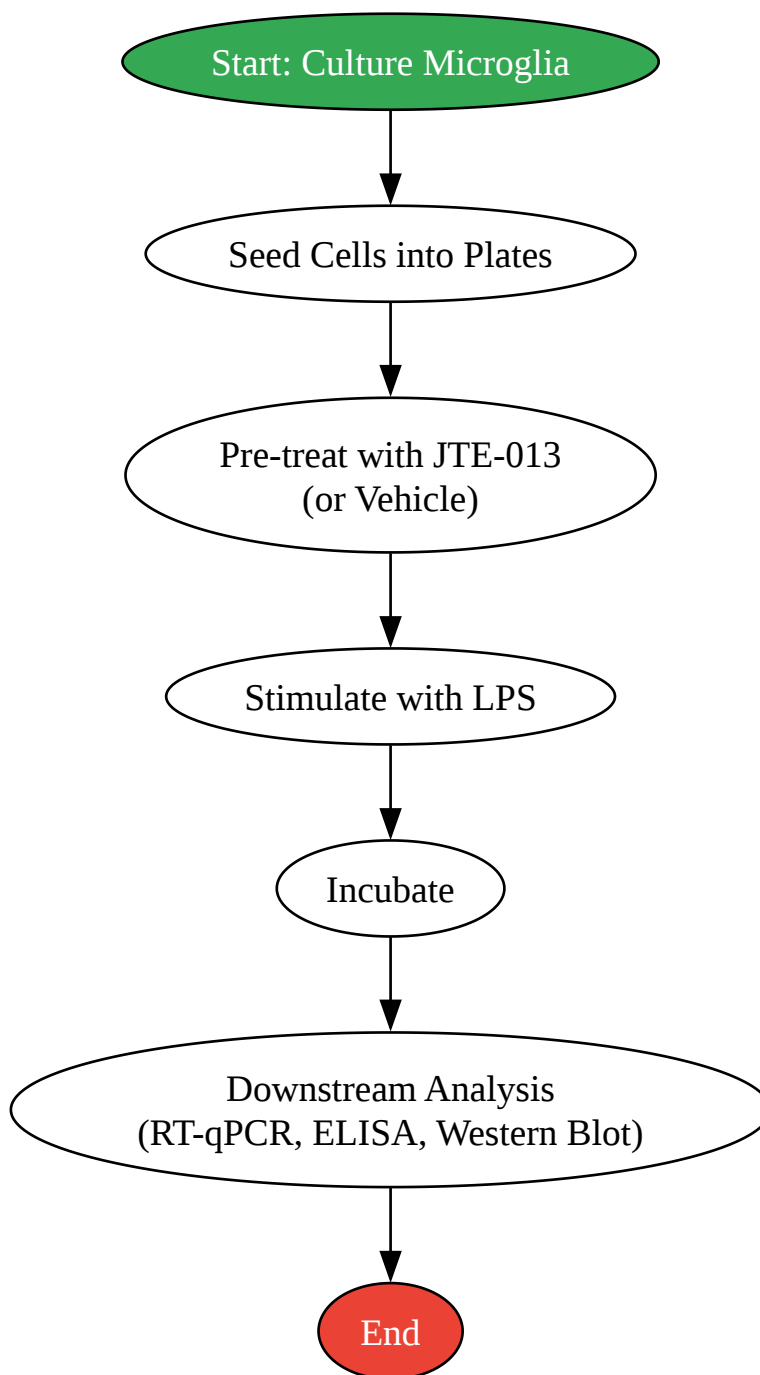 Start: Culture Microglia
Seed Cells into Plates
Pre-treat with JTE-013
(or Vehicle)
Stimulate with LPS
Incubate
Downstream Analysis
(RT-qPCR, ELISA, Western Blot)
End